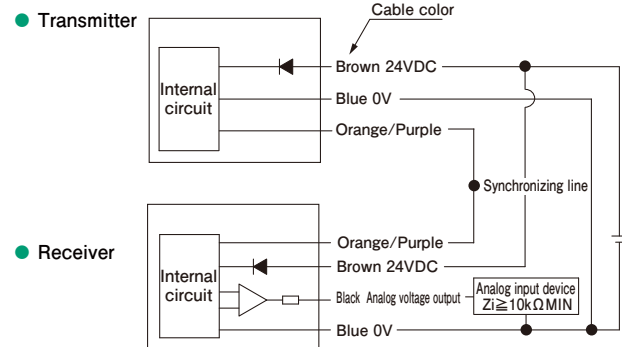 Cable color
Transmitter
Internal
circuit
Brown 24VDC
Blue 0V
Orange/Purple
Synchronizing line
Receiver
Internal
circuit
Orange/Purple
Brown 24VDC
Black Analog voltage output
Analog input device
Zi≧10kΩMIN
Blue 0V